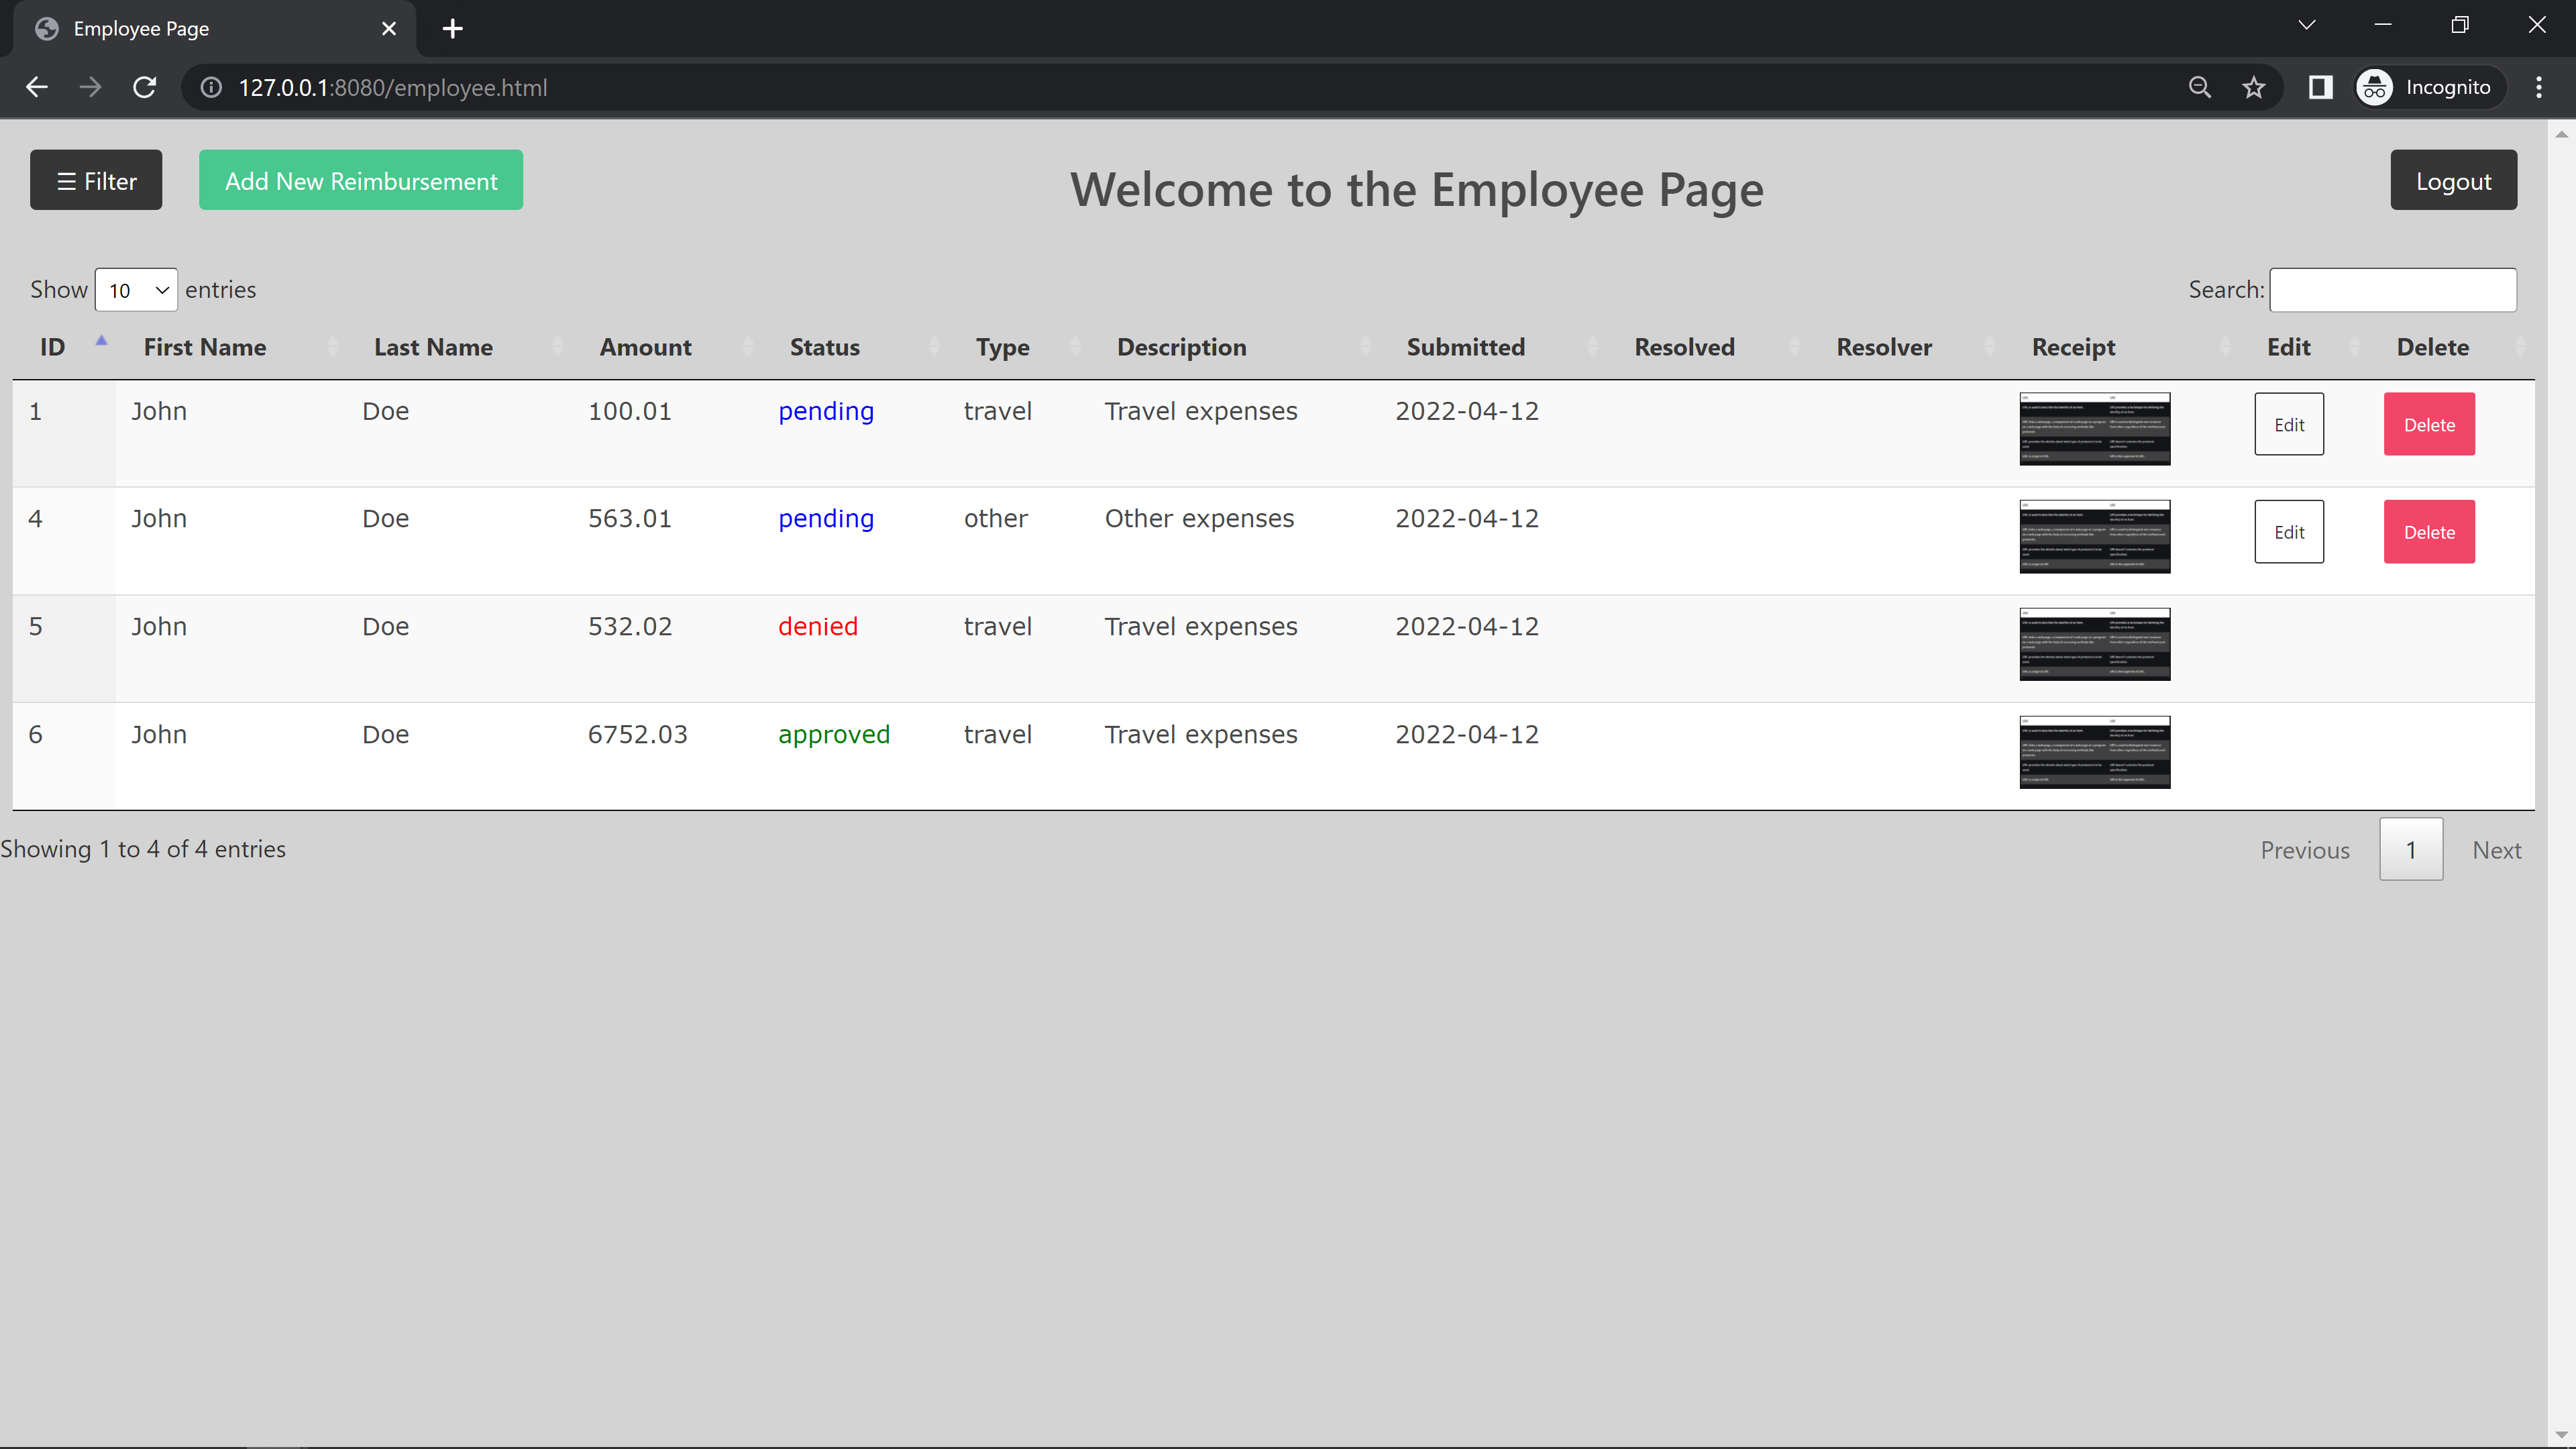 Employee Page
127.0.0.1:8080/employee.html
Incognito
☰ Filter
Add New Reimbursement
Welcome to the Employee Page
Logout
Show 10 entries
Search:
ID First Name Last Name Amount Status Type Description Submitted Resolved Resolver Receipt Edit Delete
1 John Doe 100.01 pending travel Travel expenses 2022-04-12 Edit Delete
4 John Doe 563.01 pending other Other expenses 2022-04-12 Edit Delete
5 John Doe 532.02 denied travel Travel expenses 2022-04-12
6 John Doe 6752.03 approved travel Travel expenses 2022-04-12
Showing 1 to 4 of 4 entries
Previous 1 Next